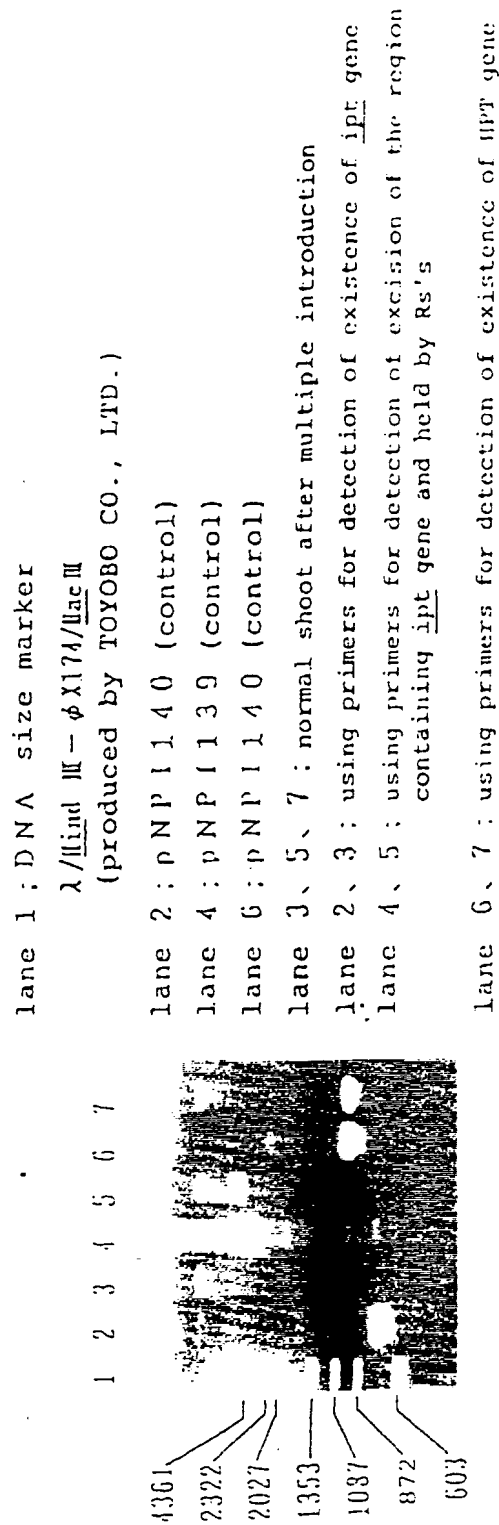 1 2 3 4 5 6 7
4361
2322
2027
1353
1087
872
603
lane 1 ; DNA size marker
λ/Hind III - φX174/Hae III
(produced by TOYOBO CO., LTD.)
lane 2 ; pNPI140 (control)
lane 4 ; pNPI139 (control)
lane 6 ; pNPI140 (control)
lane 3、5、7 ; normal shoot after multiple introduction
lane 2、3 ; using primers for detection of existence of ipt gene
lane 4、5 ; using primers for detection of excision of the region
containing ipt gene and held by Rs's
lane 6、7 ; using primers for detection of existence of HPT gene